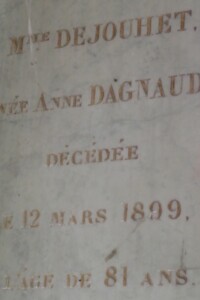 Mme DEJOUHET.
NÉE ANNE DAGNAUD
DÉCÉDÉE
E 12 MARS 1899,
L'ÂGE DE 81 ANS.